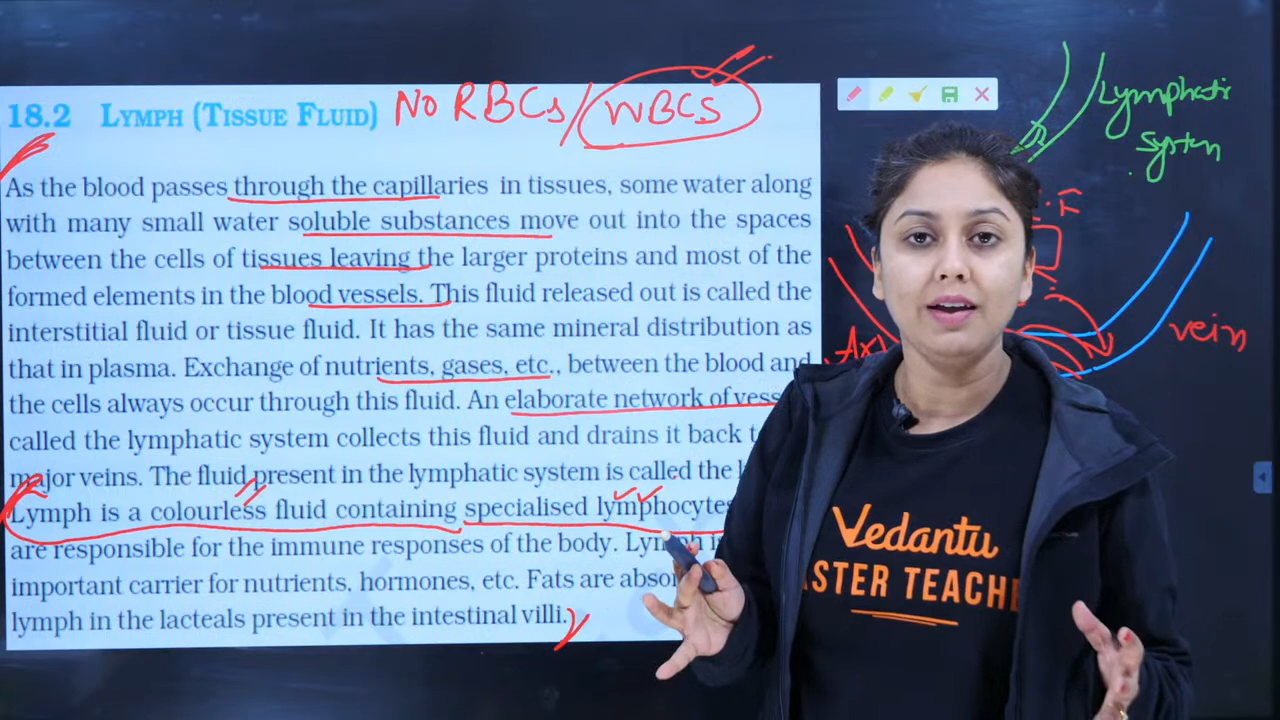 18.2 LYMPH (TISSUE FLUID) NO RBCs / WBCs
As the blood passes through the capillaries in tissues, some water along
with many small water soluble substances move out into the spaces
between the cells of tissues leaving the larger proteins and most of the
formed elements in the blood vessels. This fluid released out is called the
interstitial fluid or tissue fluid. It has the same mineral distribution as
that in plasma. Exchange of nutrients, gases, etc., between the blood and
the cells always occur through this fluid. An elaborate network of
called the lymphatic system collects this fluid and drains it back
major veins. The fluid present in the lymphatic system is called the
Lymph is a colourless fluid containing specialised lymphocytes
are responsible for the immune responses of the body. Lymph
important carrier for nutrients, hormones, etc. Fats are
lymph in the lacteals present in the intestinal villi.
Lymphatic
System
vein
Vedantu